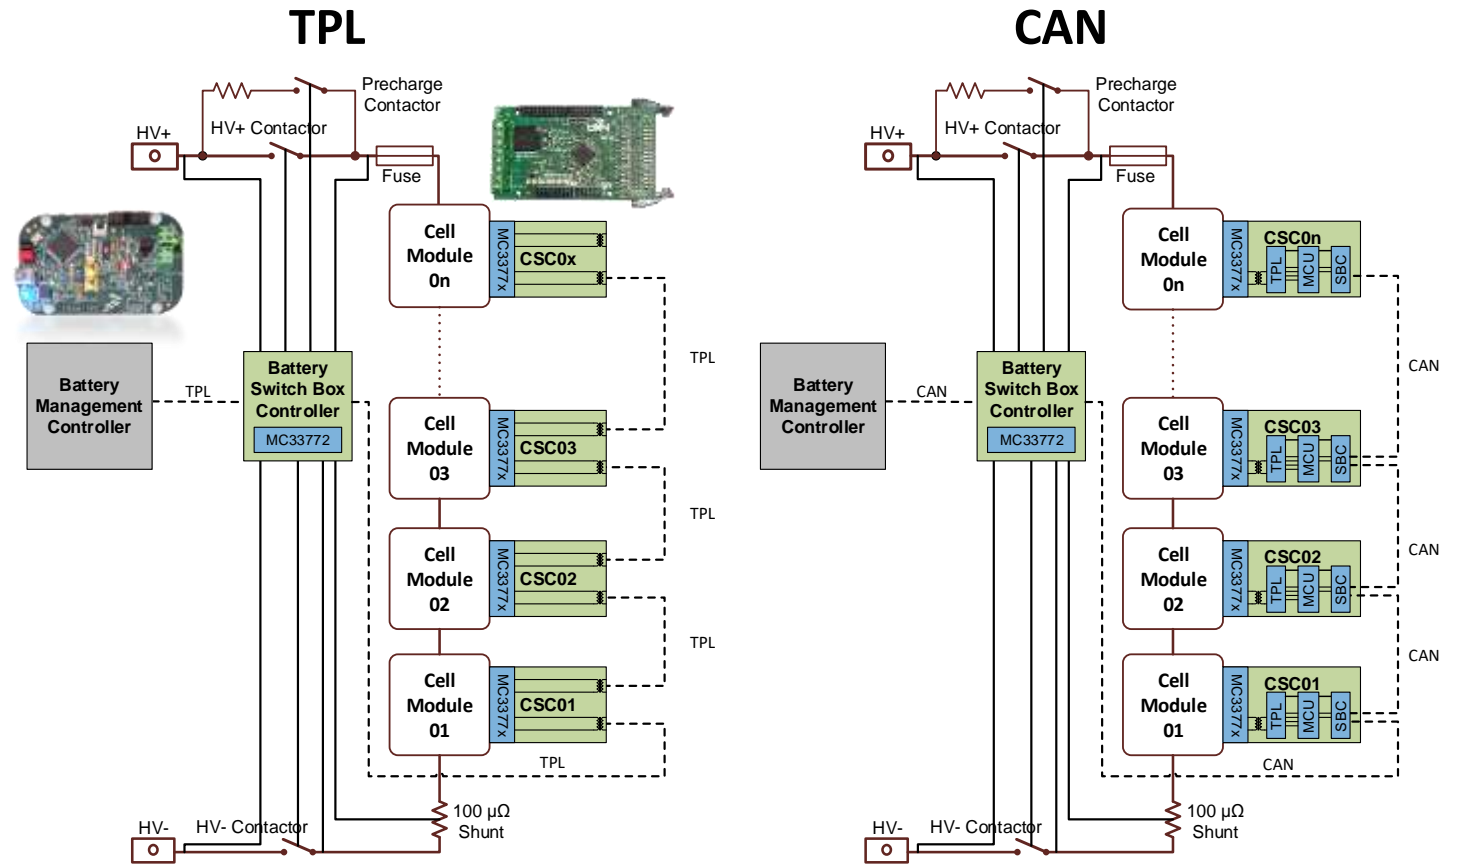 TPL
CAN
Precharge
Contactor
HV+ Contactor
HV+
Fuse
Cell
Module
0n
MC3377x
CSC0x
TPL
Battery
Management
Controller
TPL
Battery
Switch Box
Controller
MC33772
Cell
Module
03
MC3377x
CSC03
TPL
Cell
Module
02
MC3377x
CSC02
TPL
Cell
Module
01
MC3377x
CSC01
TPL
100 µΩ
Shunt
HV- Contactor
HV-
Precharge
Contactor
HV+ Contactor
HV+
Fuse
Cell
Module
0n
MC3377x
CSC0n
TPL
MCU
SBC
CAN
Battery
Management
Controller
CAN
Battery
Switch Box
Controller
MC33772
Cell
Module
03
MC3377x
CSC03
TPL
MCU
SBC
CAN
Cell
Module
02
MC3377x
CSC02
TPL
MCU
SBC
CAN
Cell
Module
01
MC3377x
CSC01
TPL
MCU
SBC
CAN
100 µΩ
Shunt
HV- Contactor
HV-